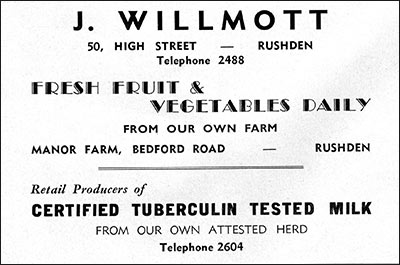 J. WILLMOTT
50, HIGH STREET — RUSHDEN
Telephone 2488
FRESH FRUIT &
VEGETABLES DAILY
FROM OUR OWN FARM
MANOR FARM, BEDFORD ROAD — RUSHDEN
Retail Producers of
CERTIFIED TUBERCULIN TESTED MILK
FROM OUR OWN ATTESTED HERD
Telephone 2604